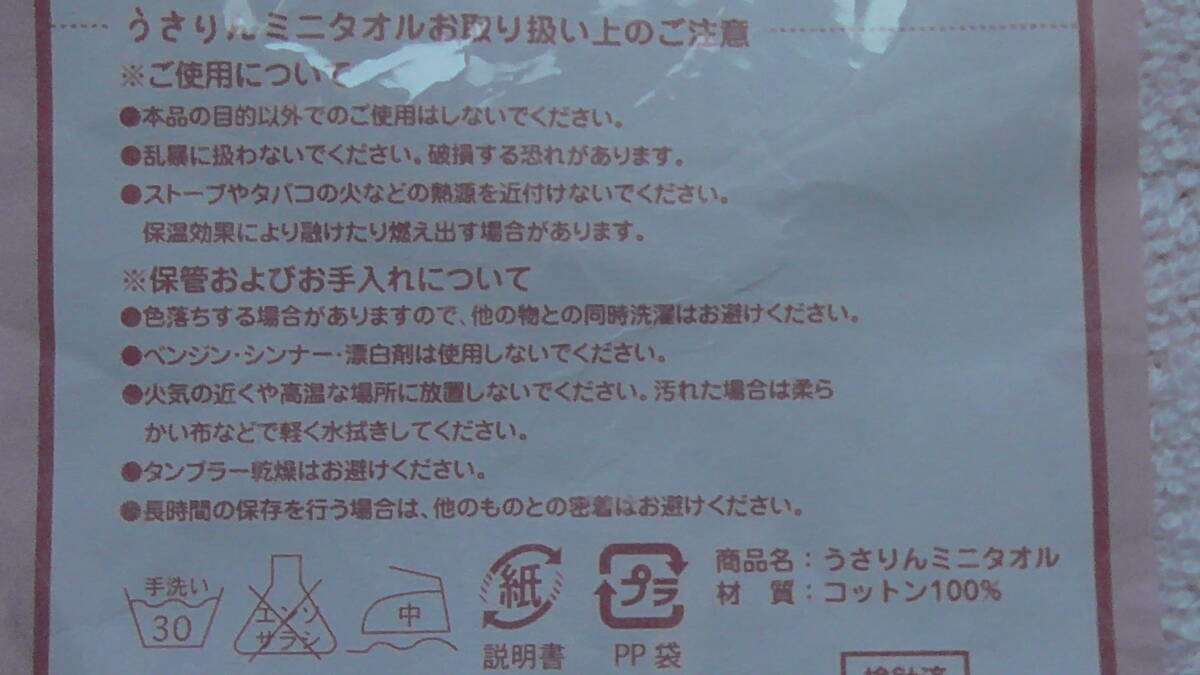 うさりんミニタオルお取り扱い上のご注意
※ご使用について
●本品の目的以外でのご使用はしないでください。
●乱暴に扱わないでください。破損する恐れがあります。
●ストーブやタバコの火などの熱源を近付けないでください。
保温効果により融けたり燃え出す場合があります。
※保管およびお手入れについて
●色落ちする場合がありますので、他の物との同時洗濯はお避けください。
●ベンジン・シンナー・漂白剤は使用しないでください。
●火気の近くや高温な場所に放置しないでください。汚れた場合は柔ら
かい布などで軽く水拭きしてください。
●タンブラー乾燥はお避けください。
●長時間の保存を行う場合は、他のものとの密着はお避けください。
手洗い
30
エンソ
サラシ
中
紙
説明書
プラ
PP袋
商品名：うさりんミニタオル
材　質：コットン100%
検針済